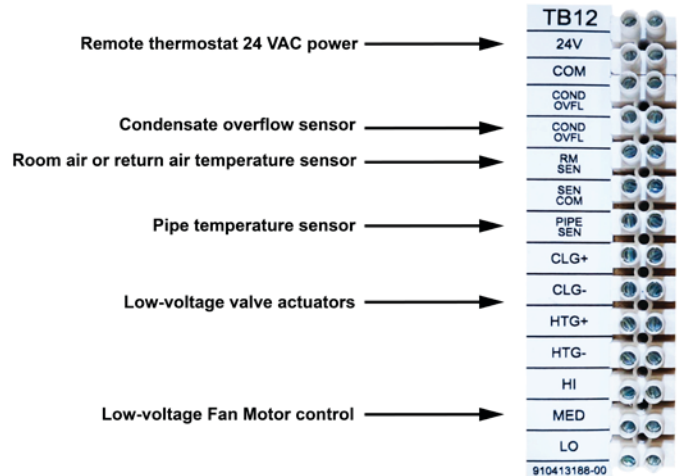 TB12
Remote thermostat 24 VAC power
24V
COM
COND
OVFL
Condensate overflow sensor
COND
OVFL
Room air or return air temperature sensor
RM
SEN
SEN
COM
Pipe temperature sensor
PIPE
SEN
CLG+
Low-voltage valve actuators
CLG-
HTG+
HTG-
HI
Low-voltage Fan Motor control
MED
LO
910413188-00